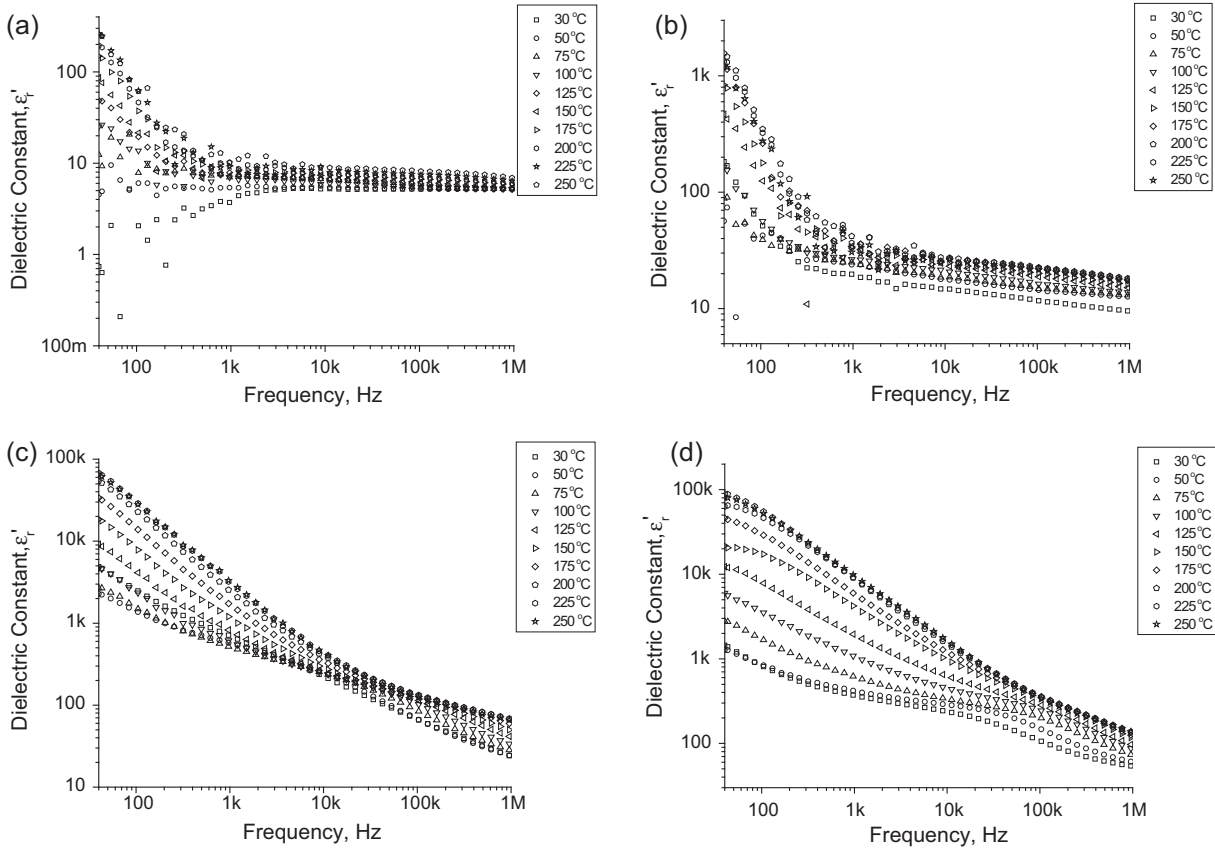 (a)
Dielectric Constant,ε'r
100
10
1
100m
100 1k 10k 100k 1M
Frequency, Hz
30 °C
50 °C
75 °C
100 °C
125°C
150 °C
175 °C
200 °C
225 °C
250 °C
(b)
Dielectric Constant, ε'r
1k
100
10
100 1k 10k 100k 1M
Frequency, Hz
30 °C
50 °C
75 °C
100 °C
125°C
150 °C
175 °C
200 °C
225 °C
250 °C
(c)
Dielectric Constant,ε'r
100k
10k
1k
100
10
100 1k 10k 100k 1M
Frequency, Hz
30 °C
50 °C
75 °C
100 °C
125°C
150 °C
175 °C
200 °C
225 °C
250 °C
(d)
Dielectric Constant, ε'r
100k
10k
1k
100
100 1k 10k 100k 1M
Frequency, Hz
30 °C
50 °C
75 °C
100 °C
125°C
150 °C
175 °C
200 °C
225 °C
250 °C